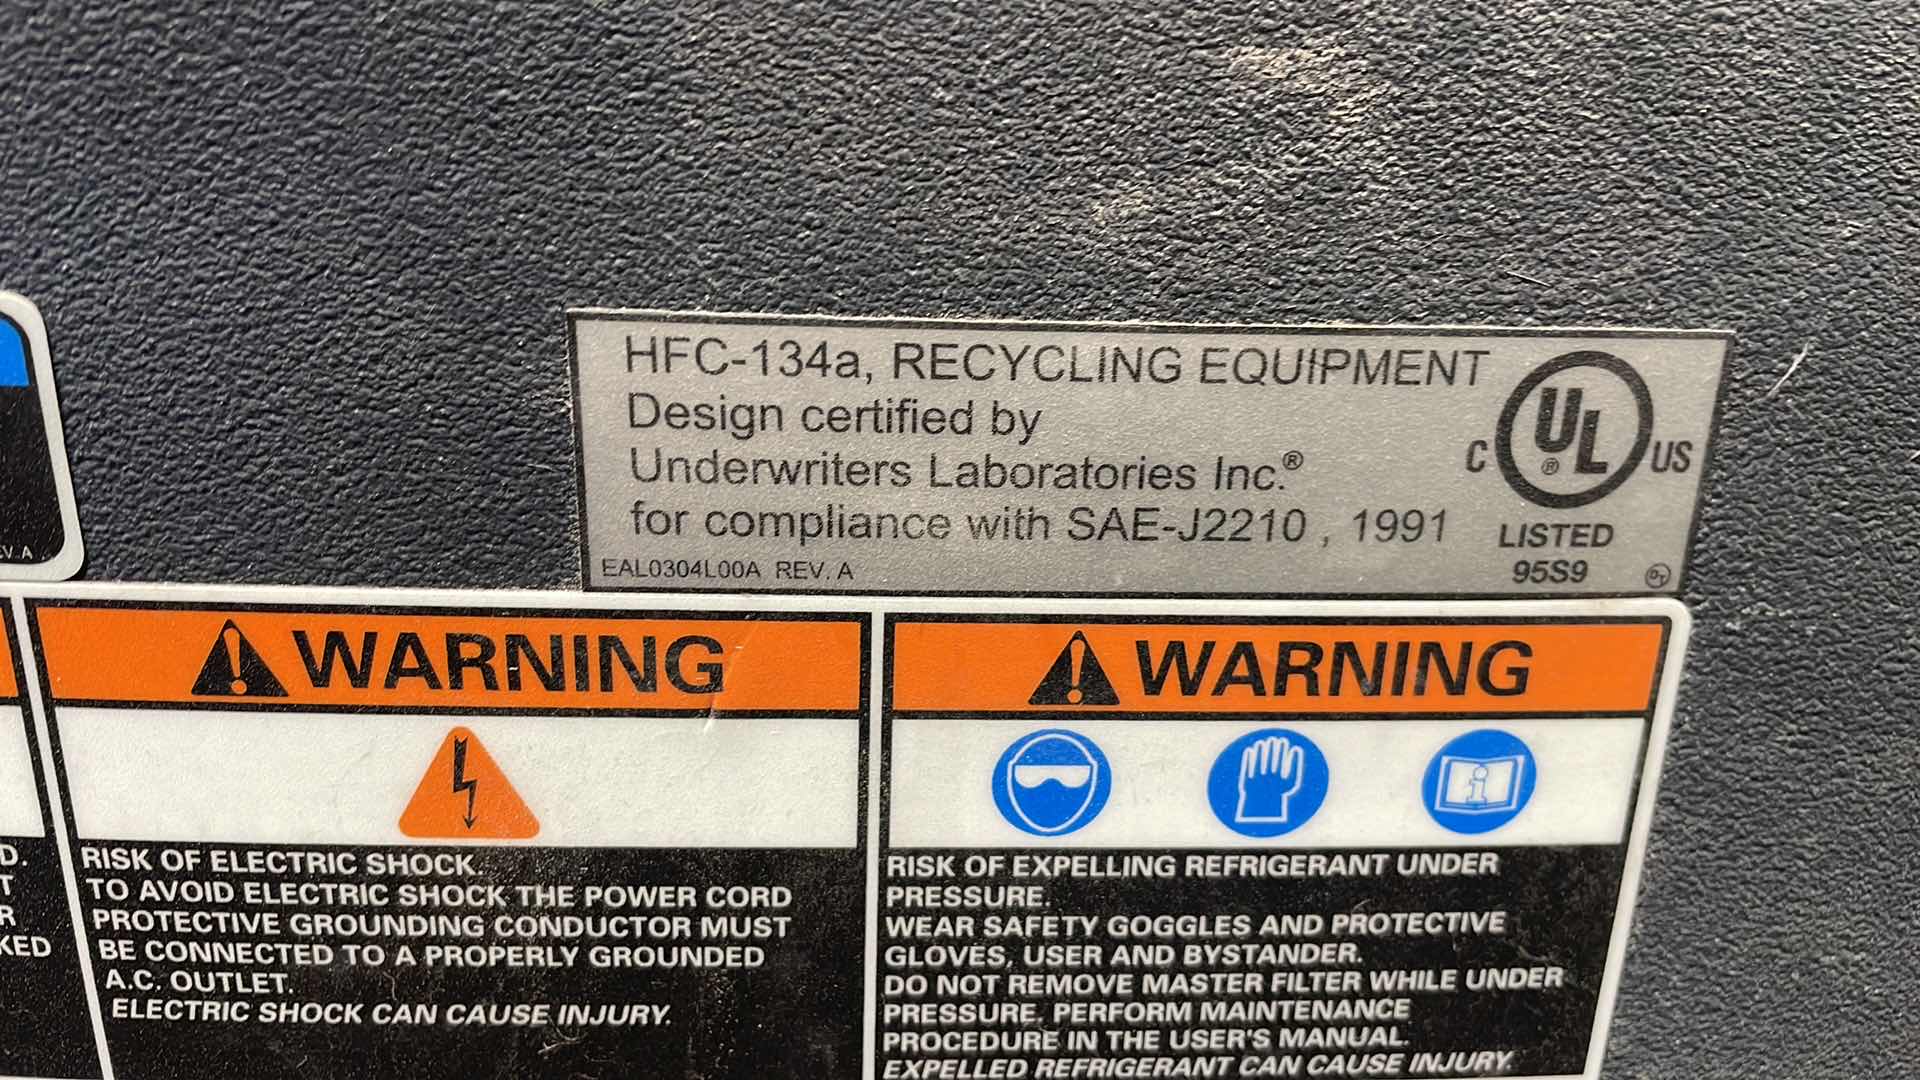 HFC-134a, RECYCLING EQUIPMENT
Design certified by
Underwriters Laboratories Inc.®
for compliance with SAE-J2210 , 1991
EAL0304L00A REV. A
C UL ® US
LISTED
95S9
V. A
WARNING
RISK OF ELECTRIC SHOCK.
TO AVOID ELECTRIC SHOCK THE POWER CORD
PROTECTIVE GROUNDING CONDUCTOR MUST
BE CONNECTED TO A PROPERLY GROUNDED
A.C. OUTLET.
ELECTRIC SHOCK CAN CAUSE INJURY.
WARNING
RISK OF EXPELLING REFRIGERANT UNDER
PRESSURE.
WEAR SAFETY GOGGLES AND PROTECTIVE
GLOVES, USER AND BYSTANDER.
DO NOT REMOVE MASTER FILTER WHILE UNDER
PRESSURE. PERFORM MAINTENANCE
PROCEDURE IN THE USER'S MANUAL.
EXPELLED REFRIGERANT CAN CAUSE INJURY.
D.
T
R
KED